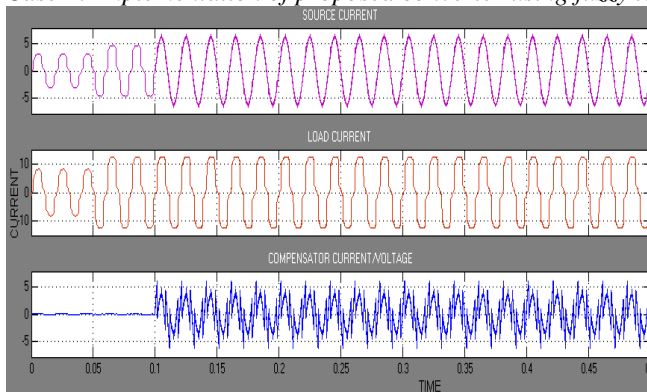 SOURCE CURRENT
5
0
-5
LOAD CURRENT
10
0
-10
CURRENT
COMPENSATOR CURRENT/VOLTAGE
5
0
-5
0 0.05 0.1 0.15 0.2 0.25 0.3 0.35 0.4 0.45
TIME